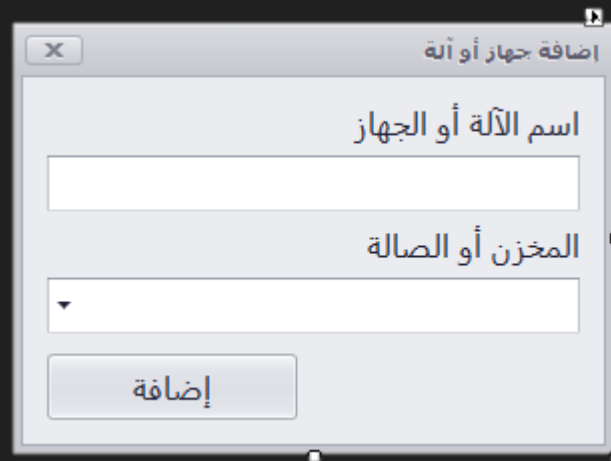 إضافة جهاز أو آلة
اسم الآلة أو الجهاز
المخزن أو الصالة
إضافة